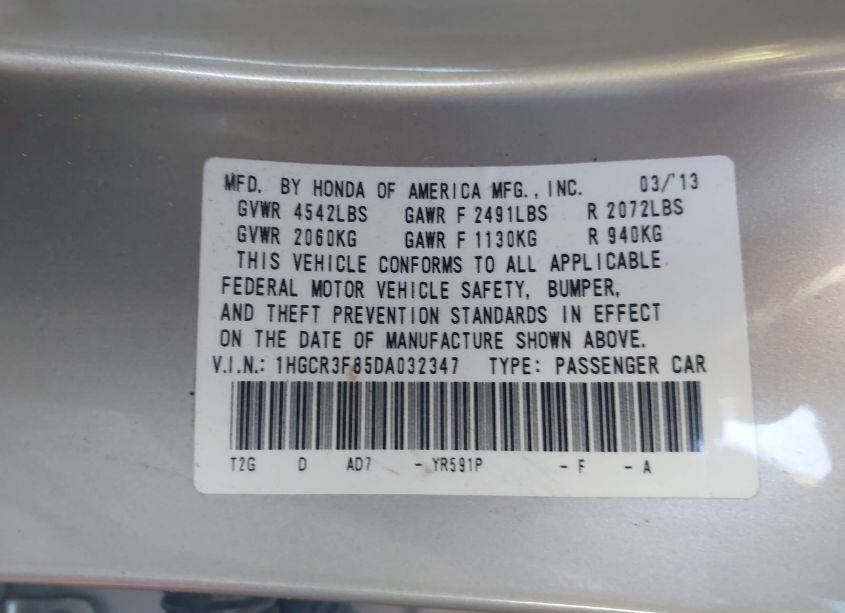 MFD. BY HONDA OF AMERICA MFG., INC. 03/'13
GVWR 4542LBS GAWR F 2491LBS R 2072LBS
GVWR 2060KG GAWR F 1130KG R 940KG
THIS VEHICLE CONFORMS TO ALL APPLICABLE
FEDERAL MOTOR VEHICLE SAFETY, BUMPER,
AND THEFT PREVENTION STANDARDS IN EFFECT
ON THE DATE OF MANUFACTURE SHOWN ABOVE.
V.I.N.: 1HGCR3F85DA032347 TYPE: PASSENGER CAR
T2G D AD7 - YR591P - F - A